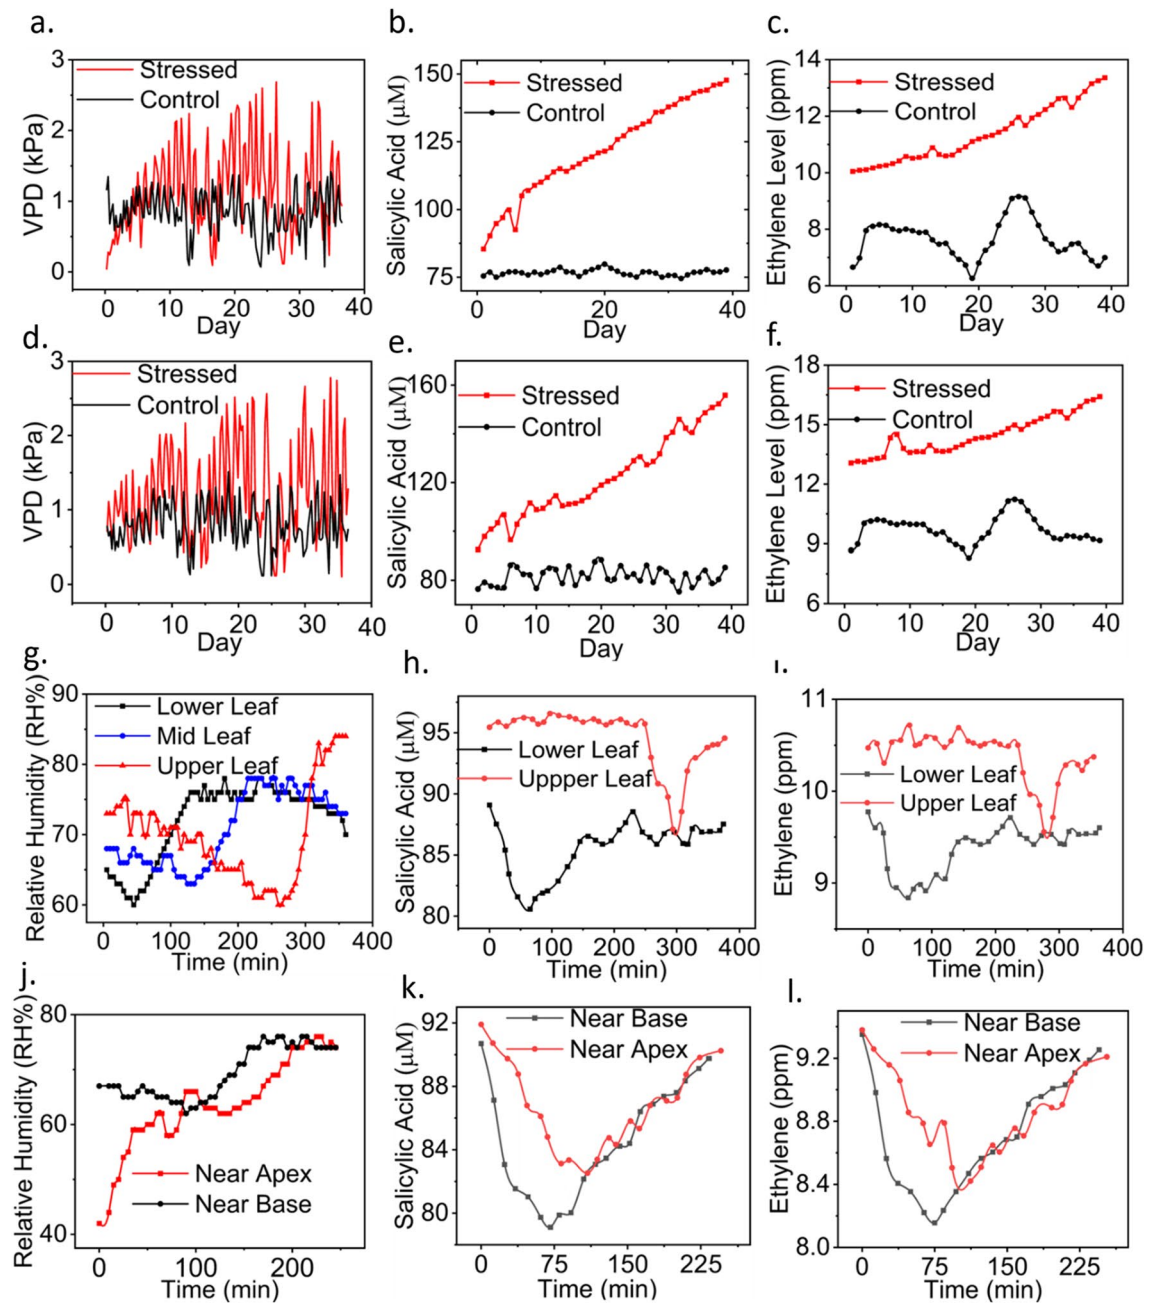 a.
VPD (kPa)
3
2
1
0
Stressed
Control
0 10 20 30 40
Day
b.
Salicylic Acid (µM)
150
125
100
75
Stressed
Control
0 20 40
Day
c.
Ethylene Level (ppm)
14
12
10
8
6
Stressed
Control
0 10 20 30 40
Day
d.
VPD (kPa)
3
2
1
0
Stressed
Control
0 10 20 30 40
Day
e.
Salicylic Acid (µM)
160
120
80
Stressed
Control
0 10 20 30 40
Day
f.
Ethylene Level (ppm)
18
15
12
9
6
Stressed
Control
0 10 20 30 40
Day
g.
Relative Humidity (RH%)
90
80
70
60
Lower Leaf
Mid Leaf
Upper Leaf
0 100 200 300 400
Time (min)
h.
Salicylic Acid (µM)
95
90
85
80
Lower Leaf
Uppper Leaf
0 100 200 300 400
Time (min)
i.
Ethylene (ppm)
11
10
9
Lower Leaf
Upper Leaf
0 100 200 300 400
Time (min)
j.
Relative Humidity (RH%)
80
60
40
Near Apex
Near Base
0 100 200
Time (min)
k.
Salicylic Acid (µM)
92
88
84
80
Near Base
Near Apex
0 75 150 225
Time (min)
l.
Ethylene (ppm)
9.2
8.8
8.4
8.0
Near Base
Near Apex
0 75 150 225
Time (min)